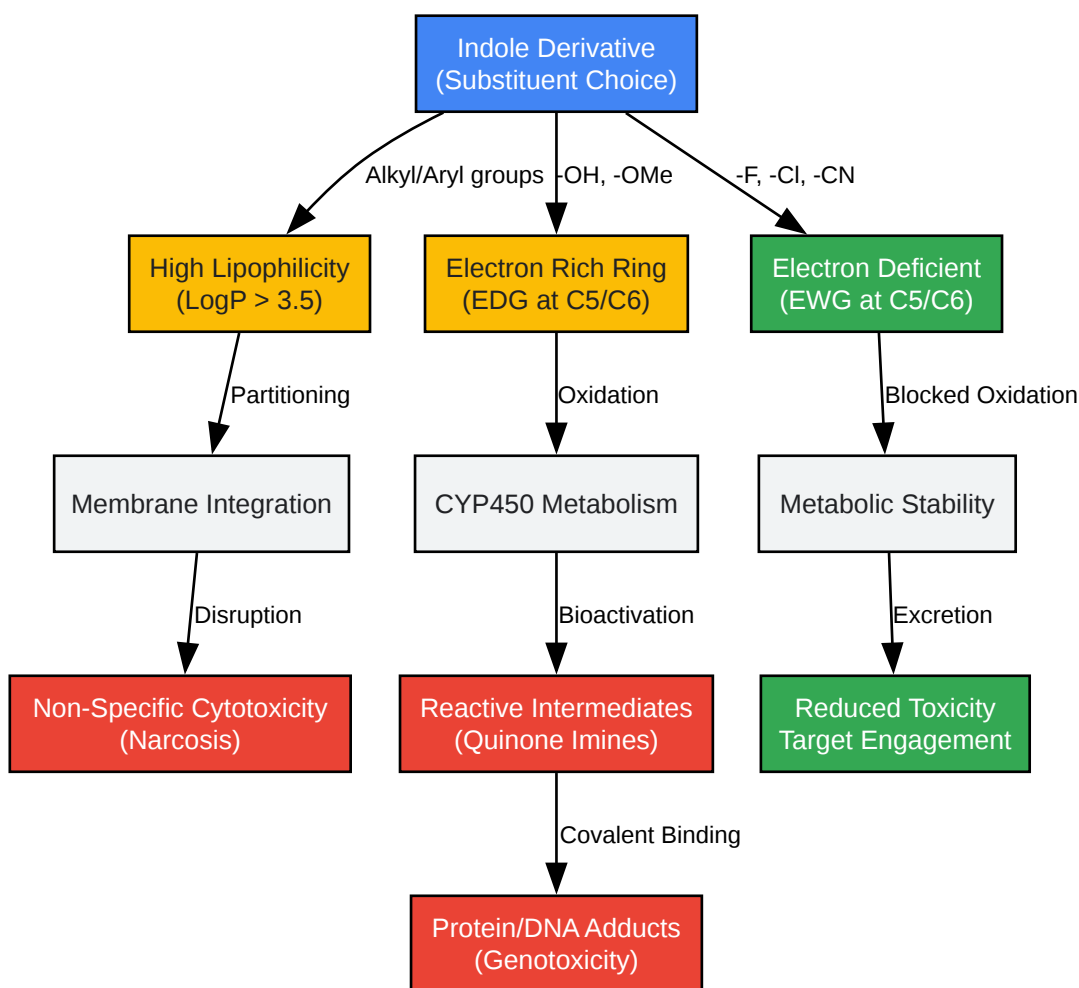 Indole Derivative
(Substituent Choice)
Alkyl/Aryl groups
-OH, -OMe
-F, -Cl, -CN
High Lipophilicity
(LogP > 3.5)
Electron Rich Ring
(EDG at C5/C6)
Electron Deficient
(EWG at C5/C6)
Partitioning
Oxidation
Blocked Oxidation
Membrane Integration
CYP450 Metabolism
Metabolic Stability
Disruption
Bioactivation
Excretion
Non-Specific Cytotoxicity
(Narcosis)
Reactive Intermediates
(Quinone Imines)
Reduced Toxicity
Target Engagement
Covalent Binding
Protein/DNA Adducts
(Genotoxicity)